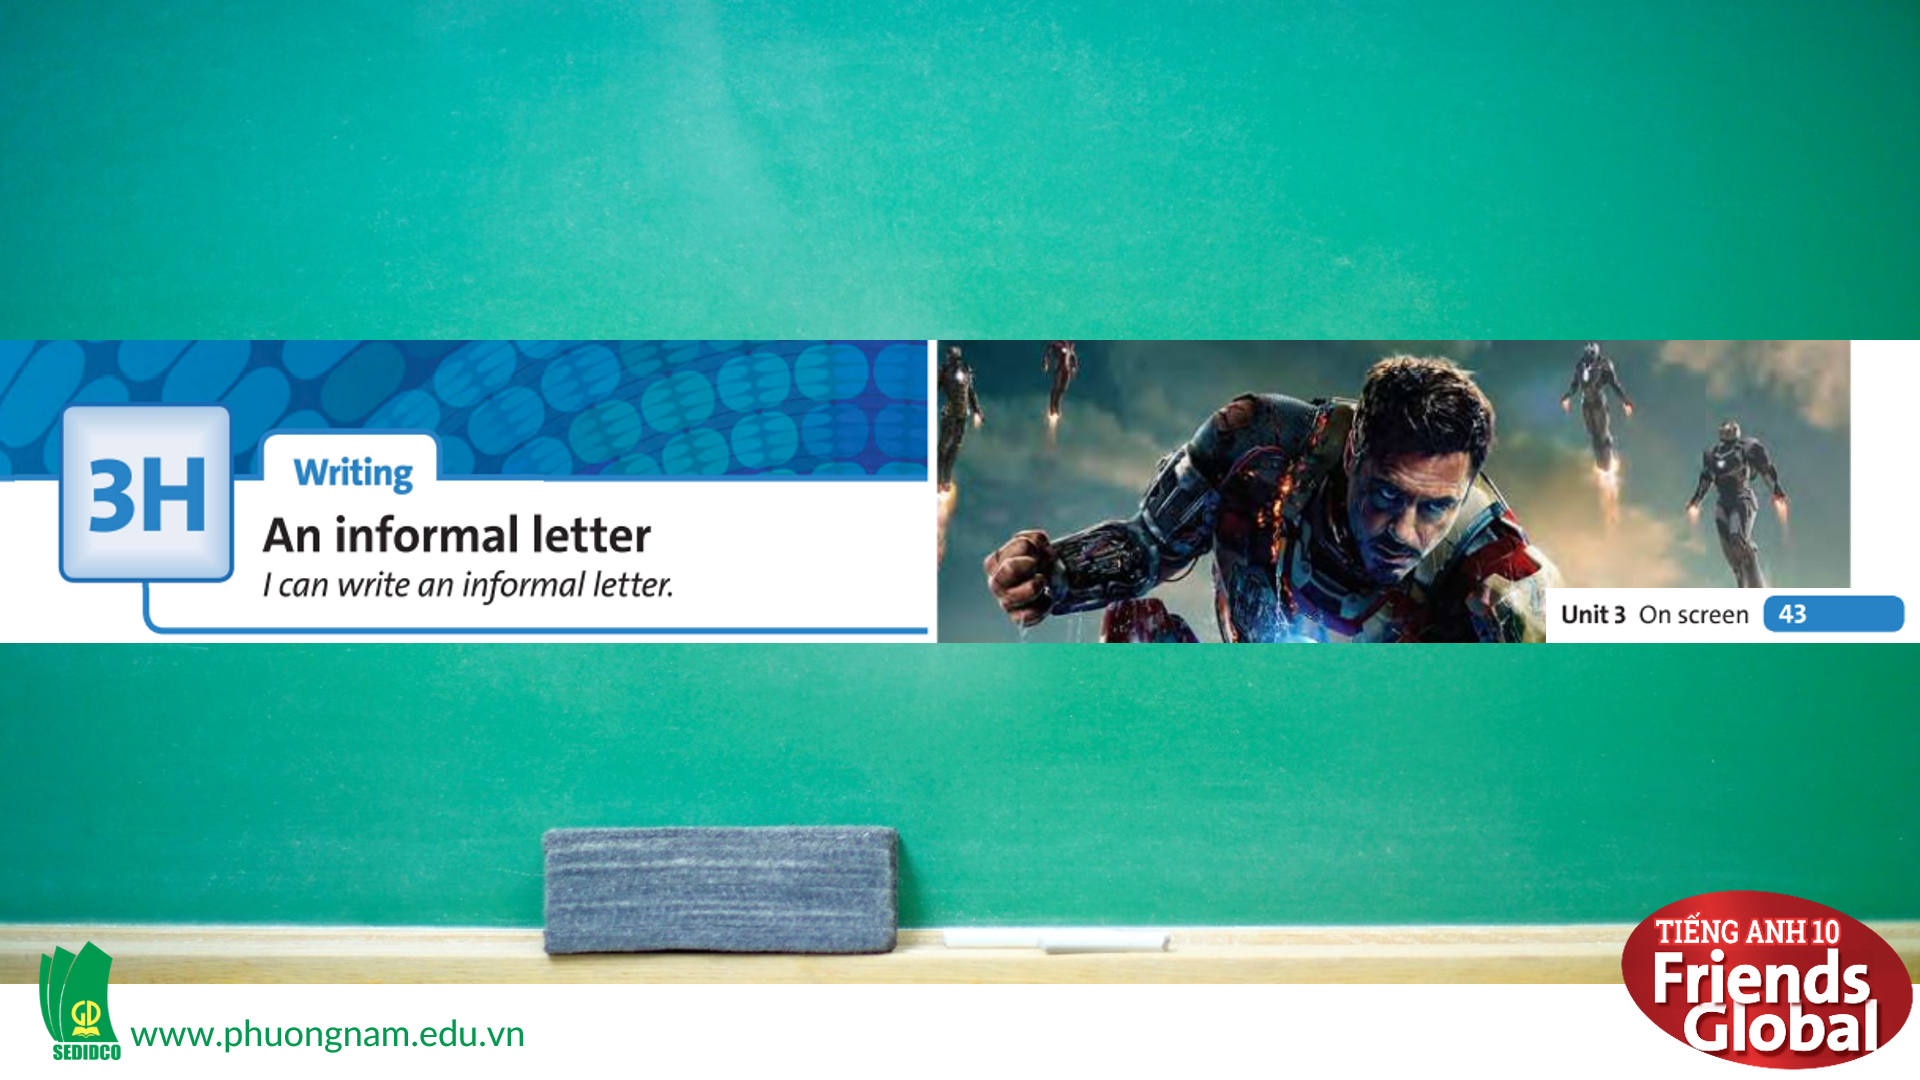 3H
Writing
An informal letter
I can write an informal letter.
Unit 3 On screen 43
GD
SEDIDCO
www.phuongnam.edu.vn
TIẾNG ANH 10
Friends
Global